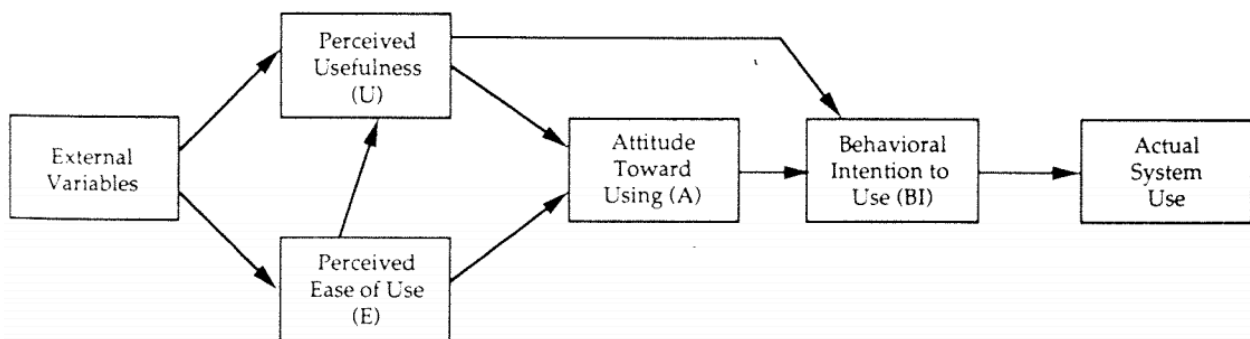 External
Variables
Perceived
Usefulness
(U)
Perceived
Ease of Use
(E)
Attitude
Toward
Using (A)
Behavioral
Intention to
Use (BI)
Actual
System
Use